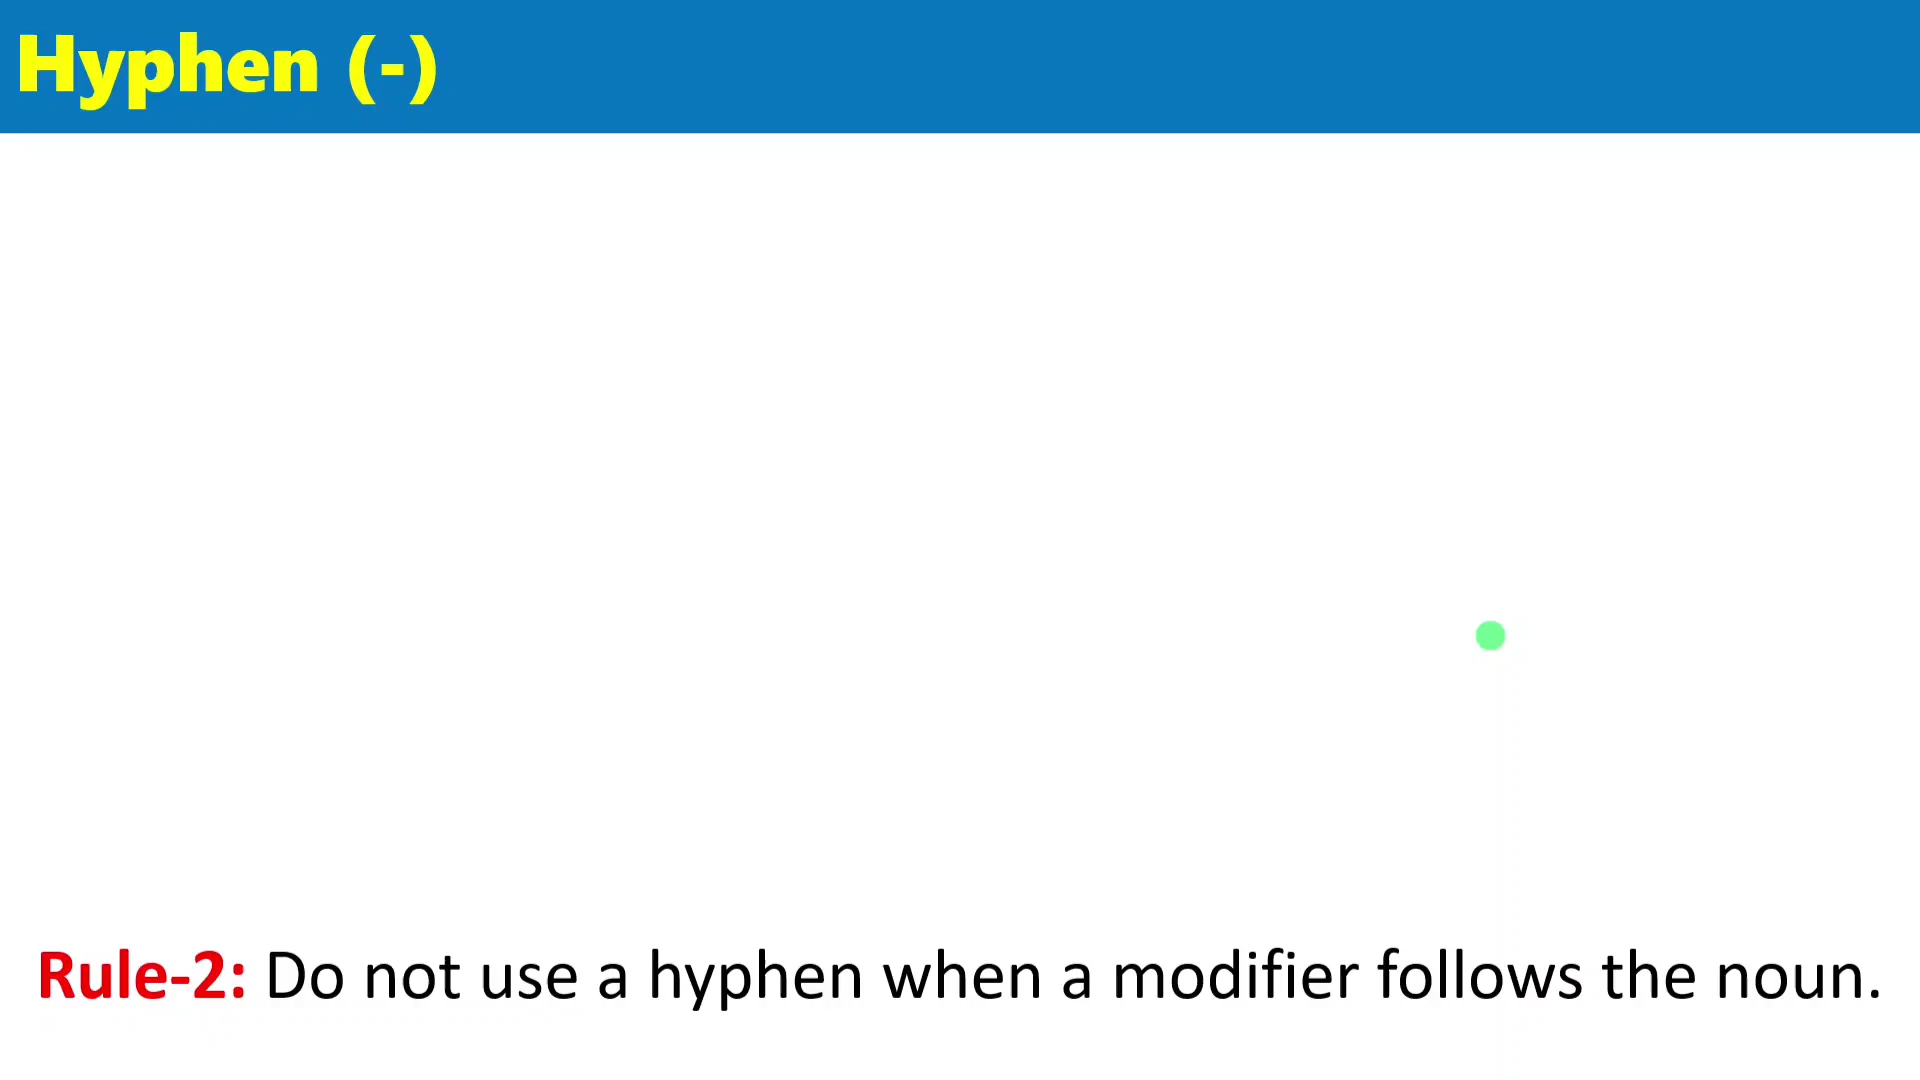 Hyphen (-)
Rule-2: Do not use a hyphen when a modifier follows the noun.